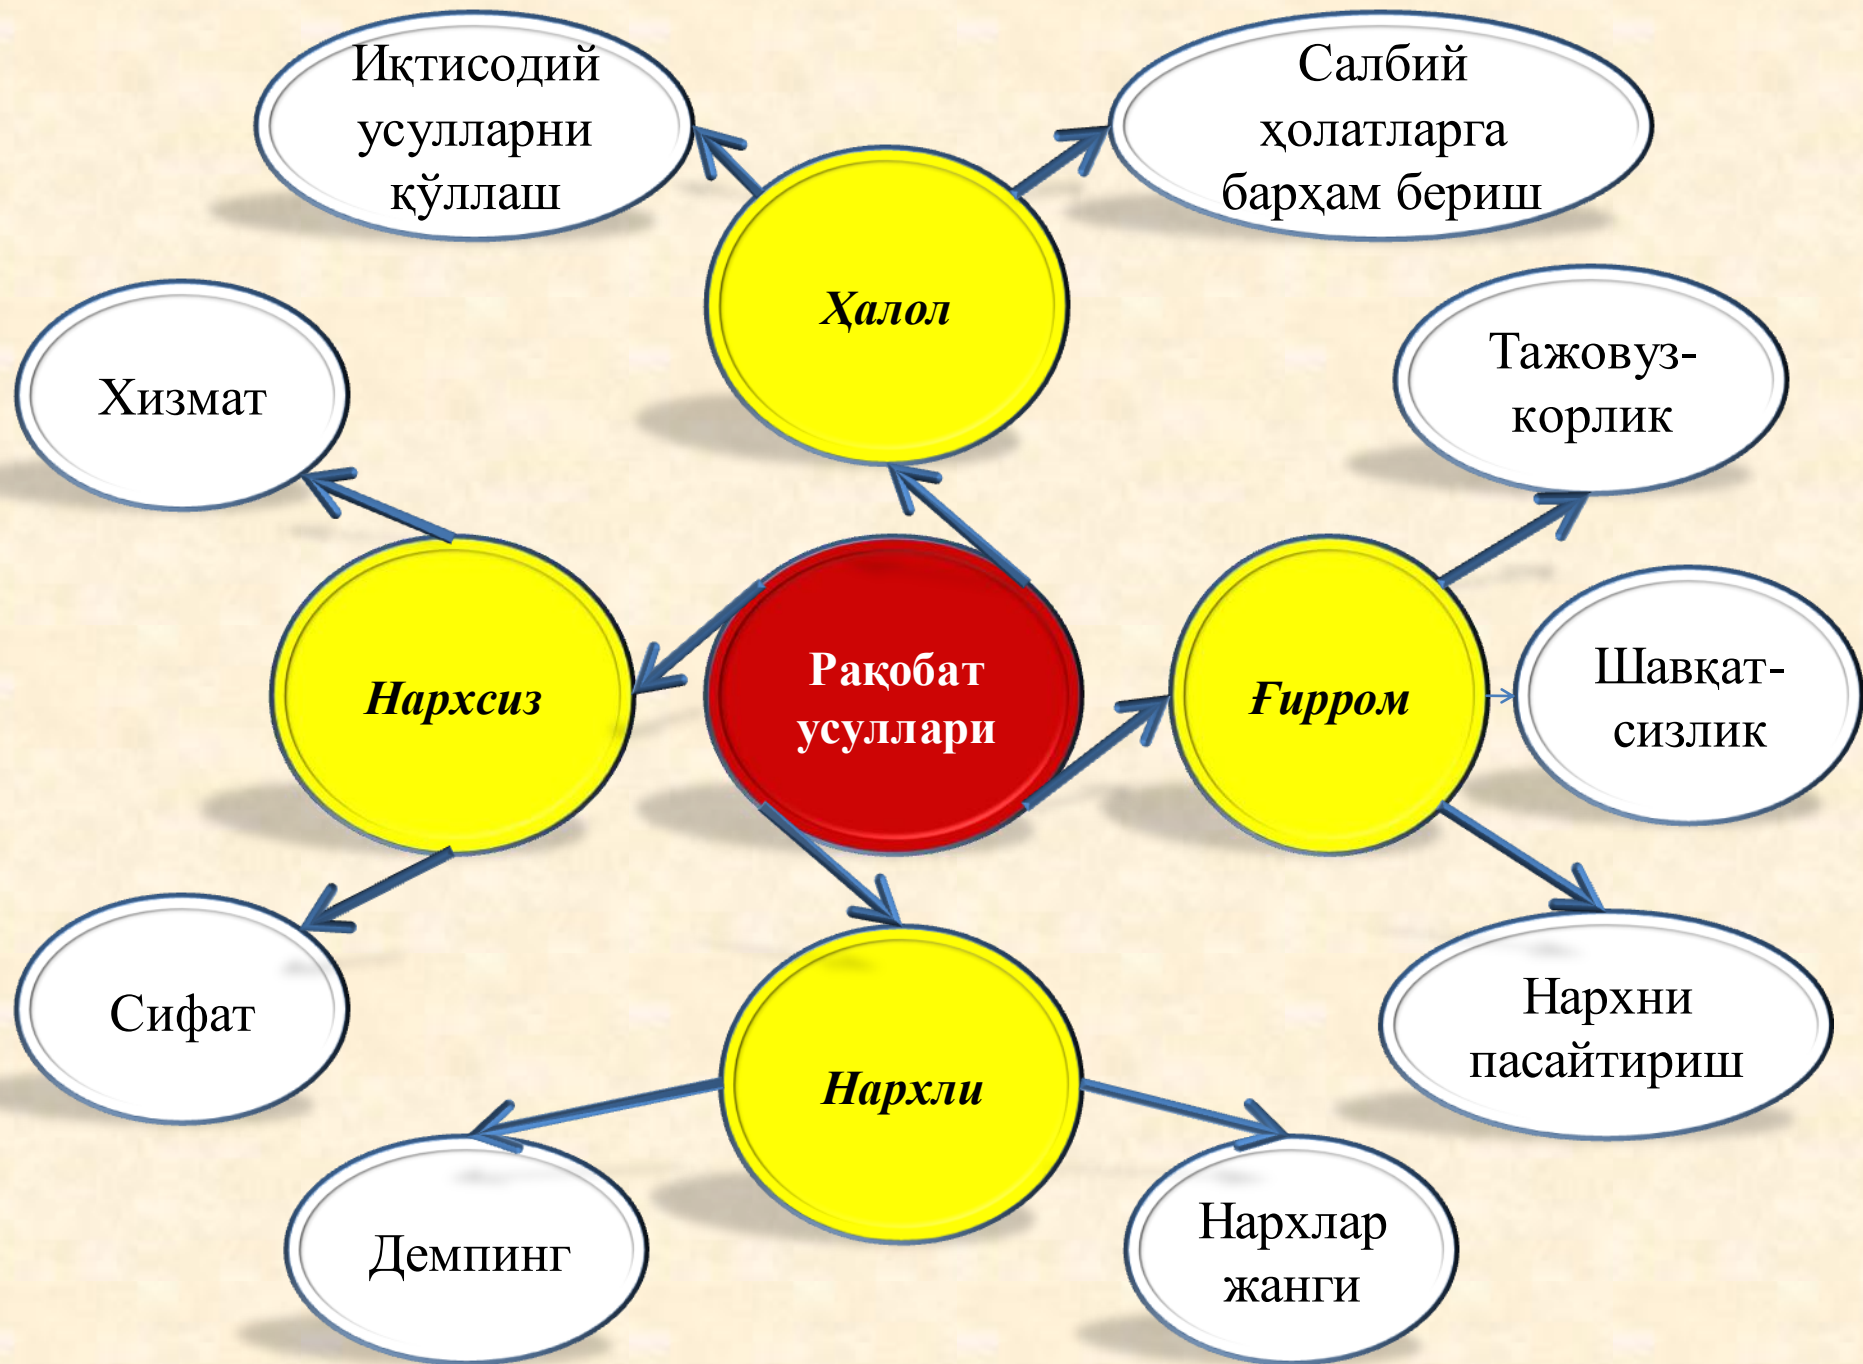 Иқтисодий
усулларни
қўллаш
Салбий
ҳолатларга
барҳам бериш
Ҳалол
Хизмат
Тажовуз-
корлик
Нархсиз
Рақобат
усуллари
Ғирром
Шавқат-
сизлик
Сифат
Нархли
Нархни
пасайтириш
Демпинг
Нархлар
жанги